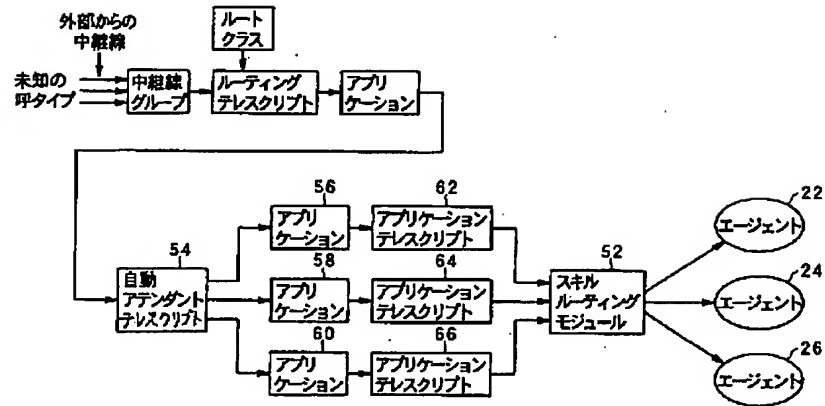 外部からの
中継線
未知の
呼タイプ
中継線
グループ
ルート
クラス
ルーティング
テレスクリプト
アプリ
ケーション
54
自動
アテンダント
テレスクリプト
56
アプリ
ケーション
62
アプリケーション
テレスクリプト
58
アプリ
ケーション
64
アプリケーション
テレスクリプト
60
アプリ
ケーション
66
アプリケーション
テレスクリプト
52
スキル
ルーティング
モジュール
22
エージェント
24
エージェント
26
エージェント